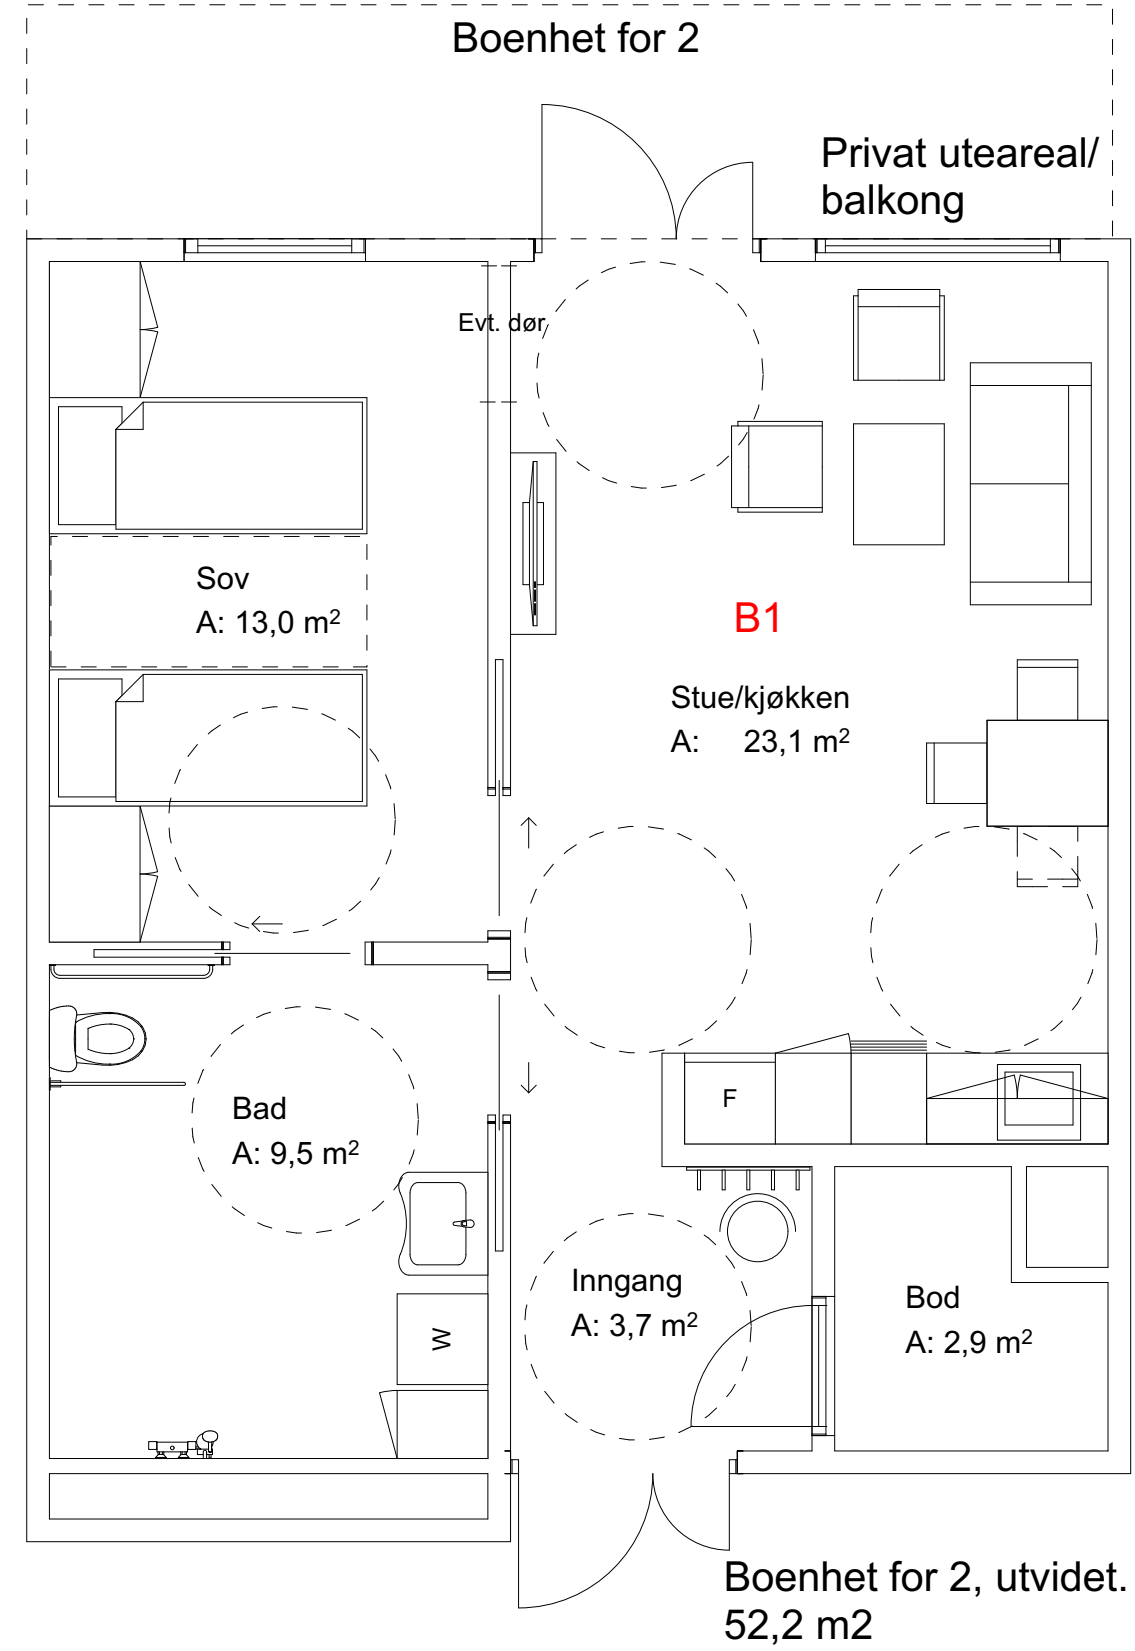 Boenhet for 2
Privat uteareal/
balkong
Evt. dør
Sov
A: 13,0 m²
B1
Stue/kjøkken
A: 23,1 m²
F
Bad
A: 9,5 m²
Inngang
A: 3,7 m²
Bod
A: 2,9 m²
W
Boenhet for 2, utvidet.
52,2 m2